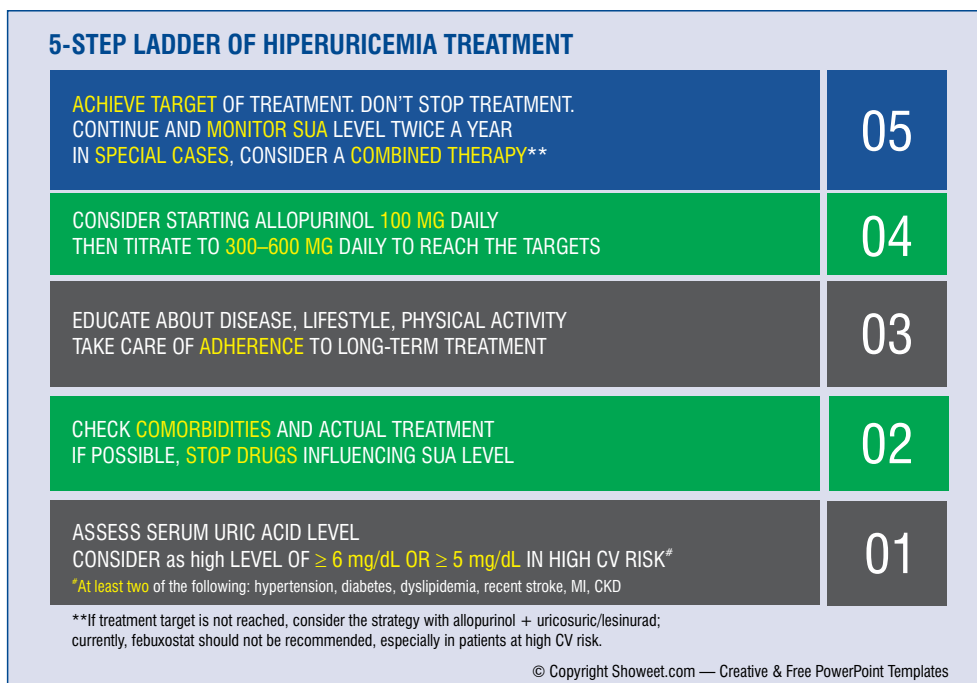 5-STEP LADDER OF HIPERURICEMIA TREATMENT
ACHIEVE TARGET OF TREATMENT. DON'T STOP TREATMENT.
CONTINUE AND MONITOR SUA LEVEL TWICE A YEAR
IN SPECIAL CASES, CONSIDER A COMBINED THERAPY**
05
CONSIDER STARTING ALLOPURINOL 100 MG DAILY
THEN TITRATE TO 300–600 MG DAILY TO REACH THE TARGETS
04
EDUCATE ABOUT DISEASE, LIFESTYLE, PHYSICAL ACTIVITY
TAKE CARE OF ADHERENCE TO LONG-TERM TREATMENT
03
CHECK COMORBIDITIES AND ACTUAL TREATMENT
IF POSSIBLE, STOP DRUGS INFLUENCING SUA LEVEL
02
ASSESS SERUM URIC ACID LEVEL
CONSIDER as high LEVEL OF ≥ 6 mg/dL OR ≥ 5 mg/dL IN HIGH CV RISK#
#At least two of the following: hypertension, diabetes, dyslipidemia, recent stroke, MI, CKD
01
**If treatment target is not reached, consider the strategy with allopurinol + uricosuric/lesinurad;
currently, febuxostat should not be recommended, especially in patients at high CV risk.
© Copyright Showeet.com — Creative & Free PowerPoint Templates